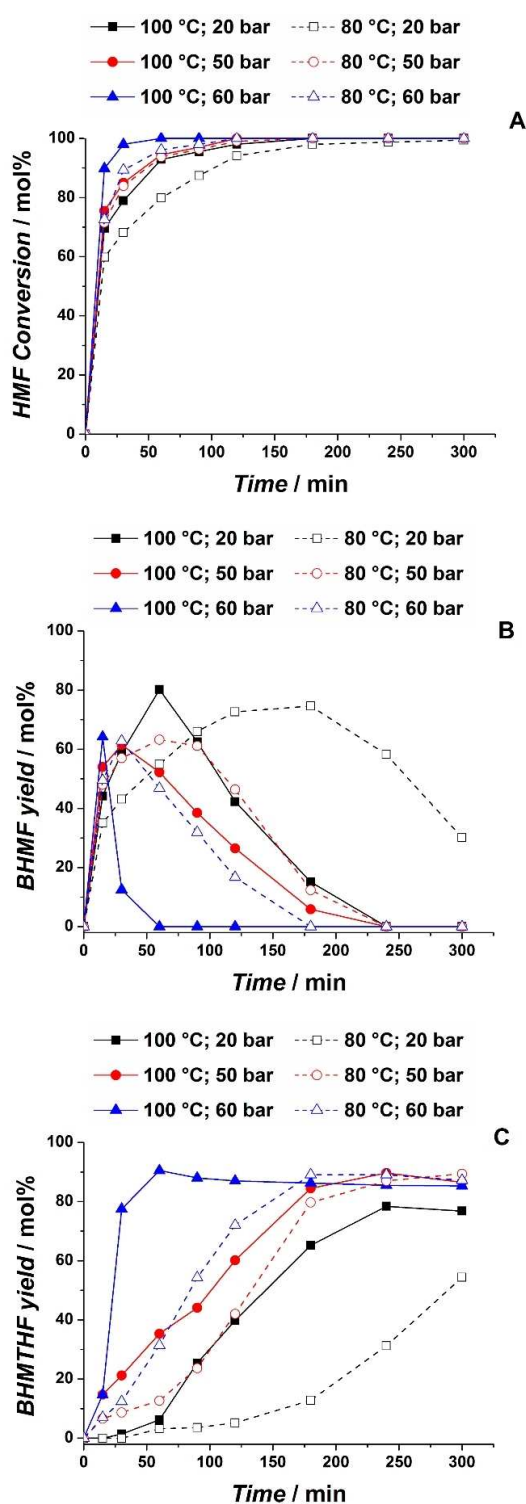 100 °C; 20 bar 80 °C; 20 bar
100 °C; 50 bar 80 °C; 50 bar
100 °C; 60 bar 80 °C; 60 bar
A
HMF Conversion / mol%
100
80
60
40
20
0
0 50 100 150 200 250 300
Time / min
100 °C; 20 bar 80 °C; 20 bar
100 °C; 50 bar 80 °C; 50 bar
100 °C; 60 bar 80 °C; 60 bar
B
BHMF yield / mol%
100
80
60
40
20
0
0 50 100 150 200 250 300
Time / min
100 °C; 20 bar 80 °C; 20 bar
100 °C; 50 bar 80 °C; 50 bar
100 °C; 60 bar 80 °C; 60 bar
C
BHMTHF yield / mol%
100
80
60
40
20
0
0 50 100 150 200 250 300
Time / min